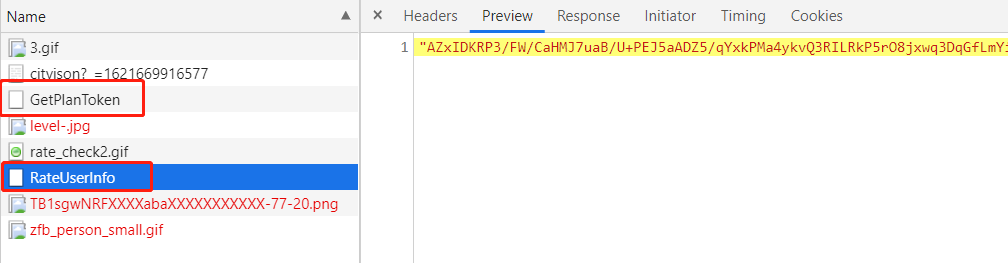 Name
3.gif
cityison?_=1621669916577
GetPlanToken
level-.jpg
rate_check2.gif
RateUserInfo
TB1sgwNRFXXXXabaXXXXXXXXXXX-77-20.png
zfb_person_small.gif
× Headers Preview Response Initiator Timing Cookies
1 "AZxIDKRP3/FW/CaHMJ7uaB/U+PEJ5aADZ5/qYxkPMa4ykvQ3RILRkP5rO8jxwq3DqGfLmYi